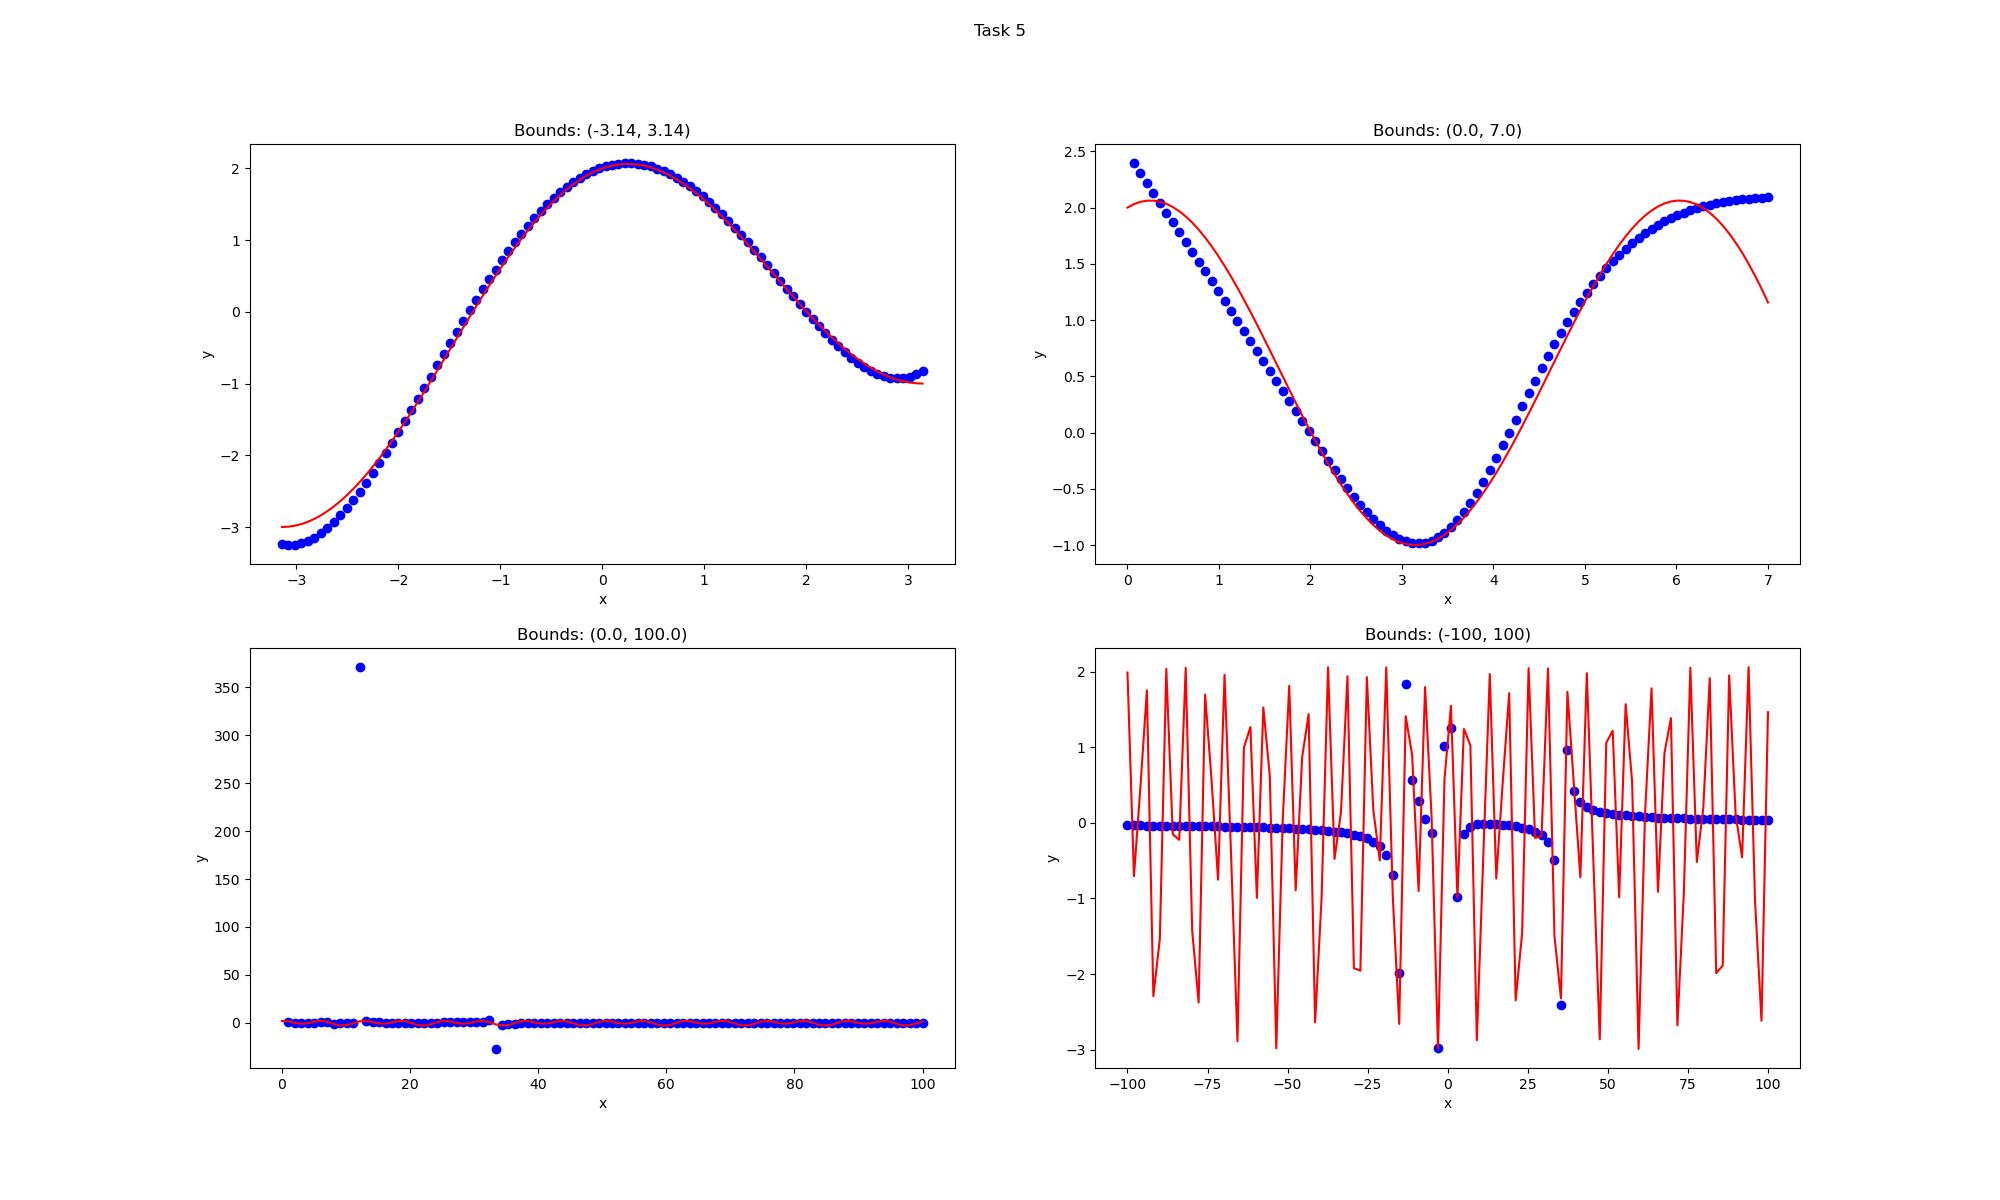 Task 5
Bounds: (-3.14, 3.14)
2
1
0
−1
−2
−3
y
−3 −2 −1 0 1 2 3
x
Bounds: (0.0, 7.0)
2.5
2.0
1.5
1.0
0.5
0.0
−0.5
−1.0
y
0 1 2 3 4 5 6 7
x
Bounds: (0.0, 100.0)
350
300
250
200
150
100
50
0
y
0 20 40 60 80 100
x
Bounds: (-100, 100)
2
1
0
−1
−2
−3
y
−100 −75 −50 −25 0 25 50 75 100
x